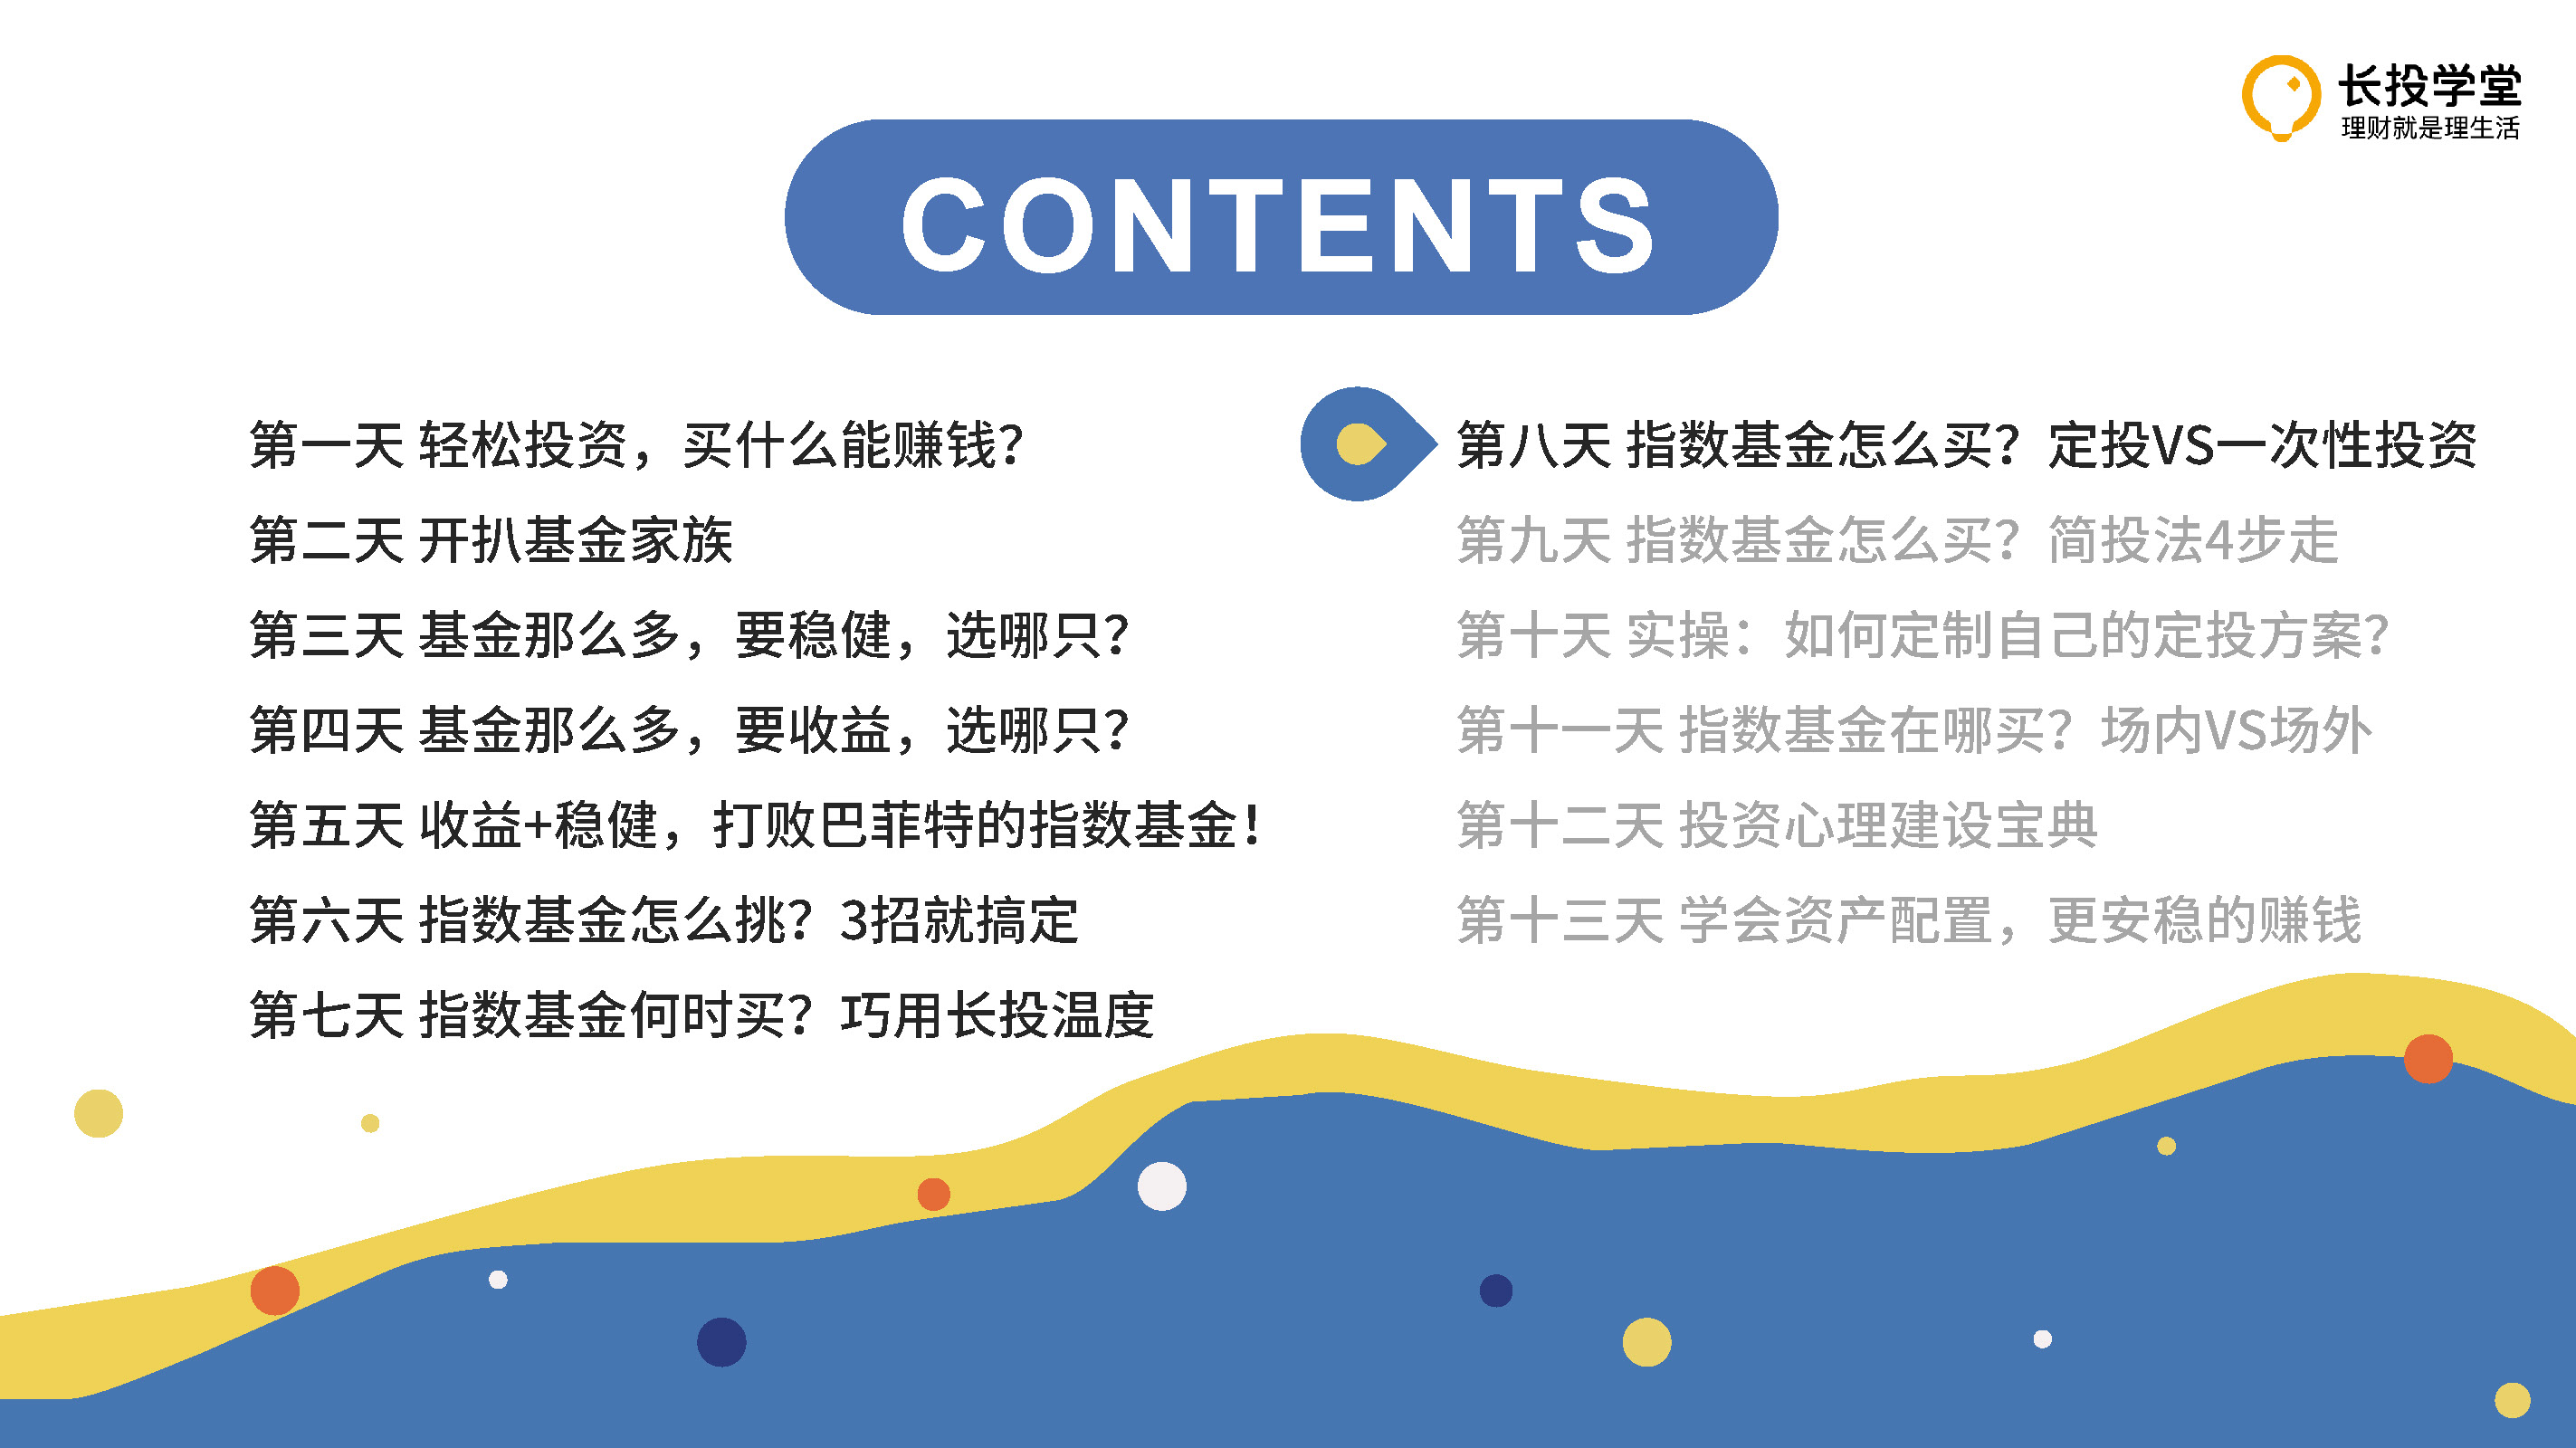 长投学堂
理财就是理生活
CONTENTS
第一天 轻松投资，买什么能赚钱？
第二天 开扒基金家族
第三天 基金那么多，要稳健，选哪只？
第四天 基金那么多，要收益，选哪只？
第五天 收益+稳健，打败巴菲特的指数基金！
第六天 指数基金怎么挑？3招就搞定
第七天 指数基金何时买？巧用长投温度
第八天 指数基金怎么买？定投VS一次性投资
第九天 指数基金怎么买？简投法4步走
第十天 实操：如何定制自己的定投方案？
第十一天 指数基金在哪买？场内VS场外
第十二天 投资心理建设宝典
第十三天 学会资产配置，更安稳的赚钱